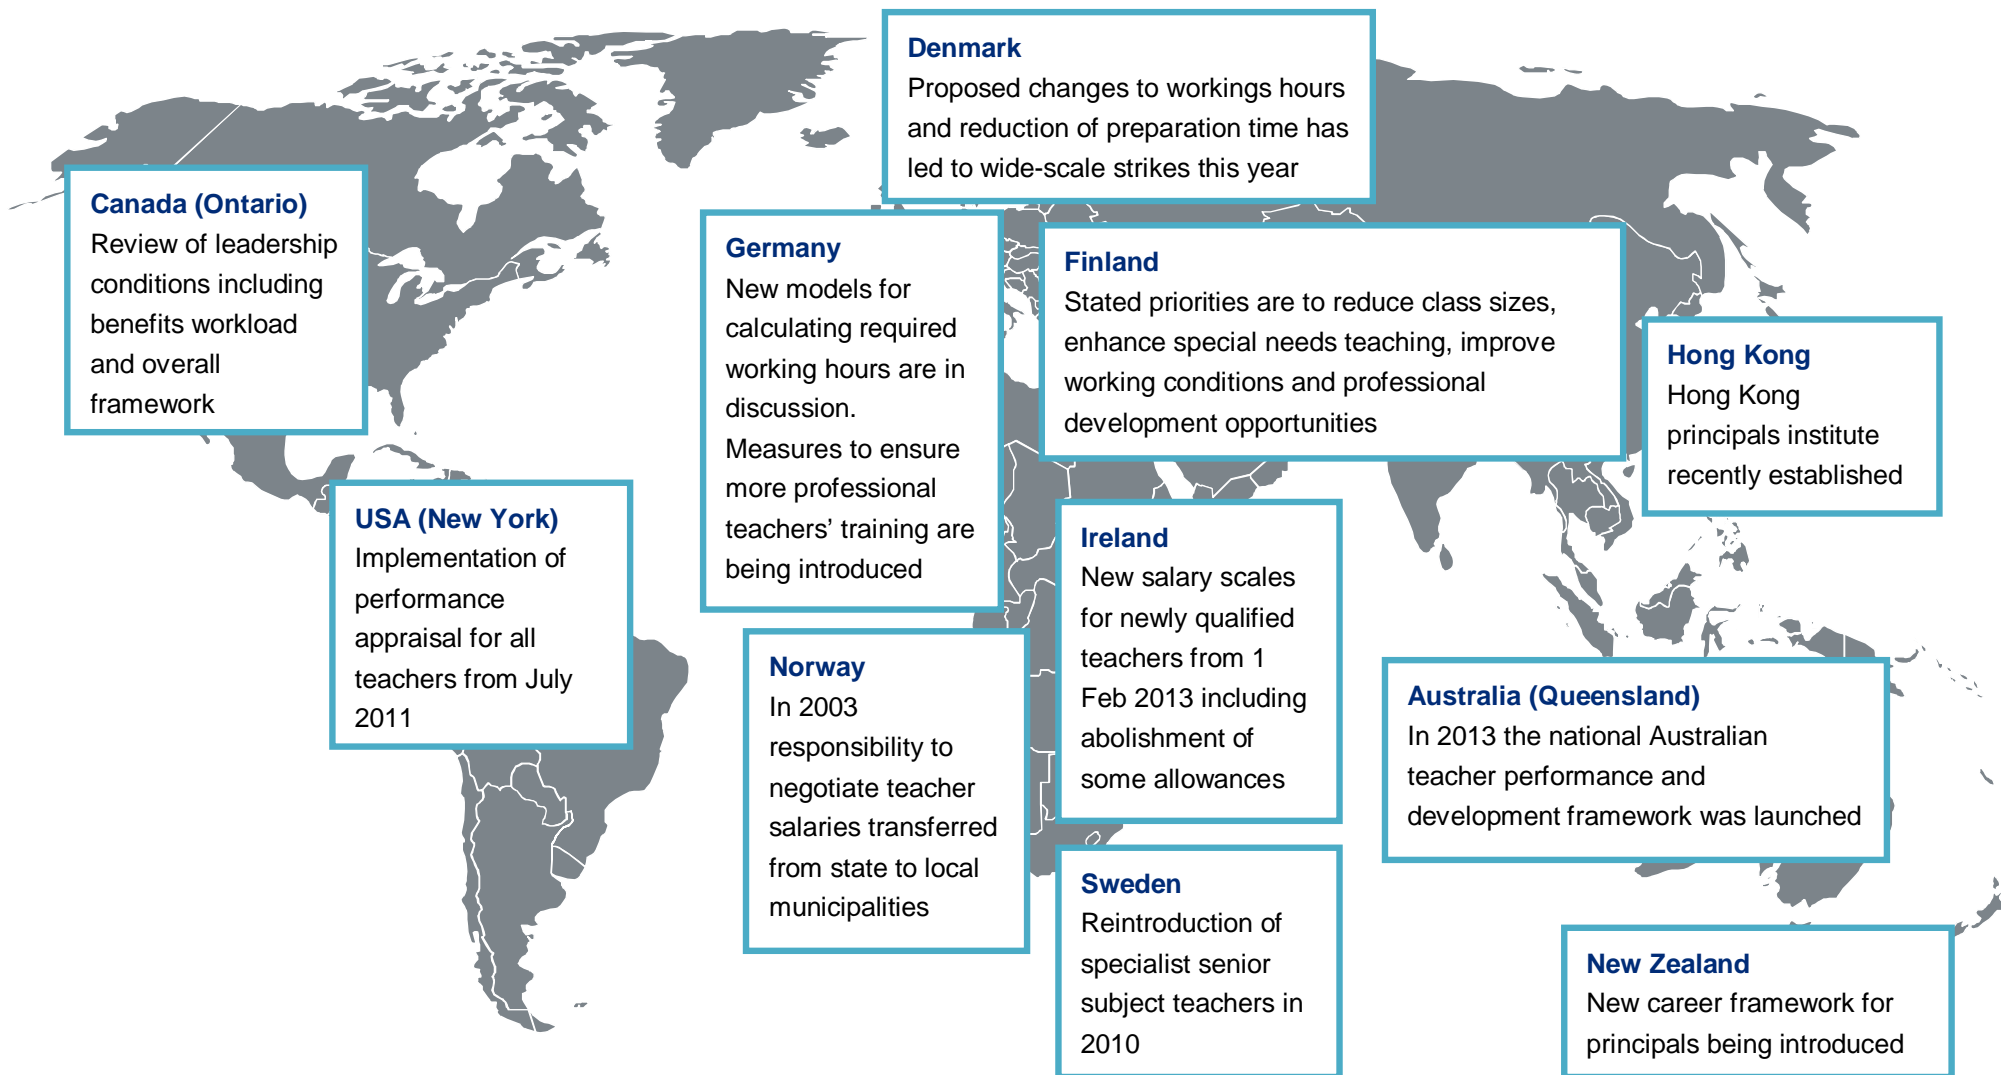 Denmark
Proposed changes to workings hours
and reduction of preparation time has
led to wide-scale strikes this year
Canada (Ontario)
Review of leadership
conditions including
benefits workload
and overall
framework
Germany
New models for
calculating required
working hours are in
discussion.
Measures to ensure
more professional
teachers’ training are
being introduced
Finland
Stated priorities are to reduce class sizes,
enhance special needs teaching, improve
working conditions and professional
development opportunities
Hong Kong
Hong Kong
principals institute
recently established
USA (New York)
Implementation of
performance
appraisal for all
teachers from July
2011
Ireland
New salary scales
for newly qualified
teachers from 1
Feb 2013 including
abolishment of
some allowances
Norway
In 2003
responsibility to
negotiate teacher
salaries transferred
from state to local
municipalities
Australia (Queensland)
In 2013 the national Australian
teacher performance and
development framework was launched
Sweden
Reintroduction of
specialist senior
subject teachers in
2010
New Zealand
New career framework for
principals being introduced